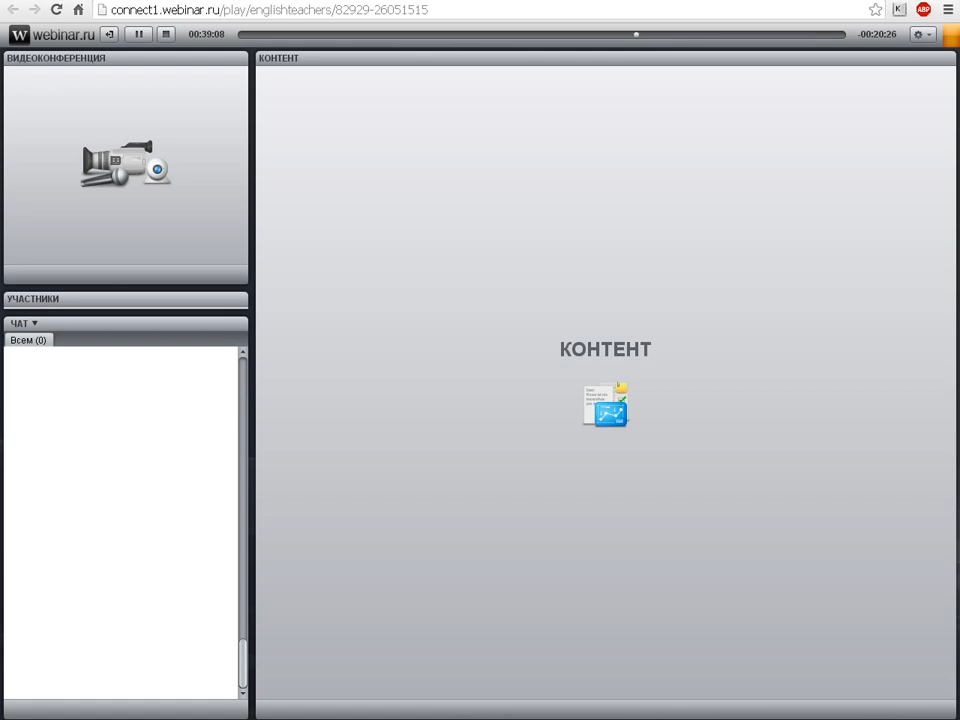 connect1.webinar.ru/play/englishteachers/82929-26051515
ABP
W webinar.ru
00:39:08
-00:20:26
ВИДЕОКОНФЕРЕНЦИЯ
КОНТЕНТ
УЧАСТНИКИ
ЧАТ
Всем (0)
КОНТЕНТ